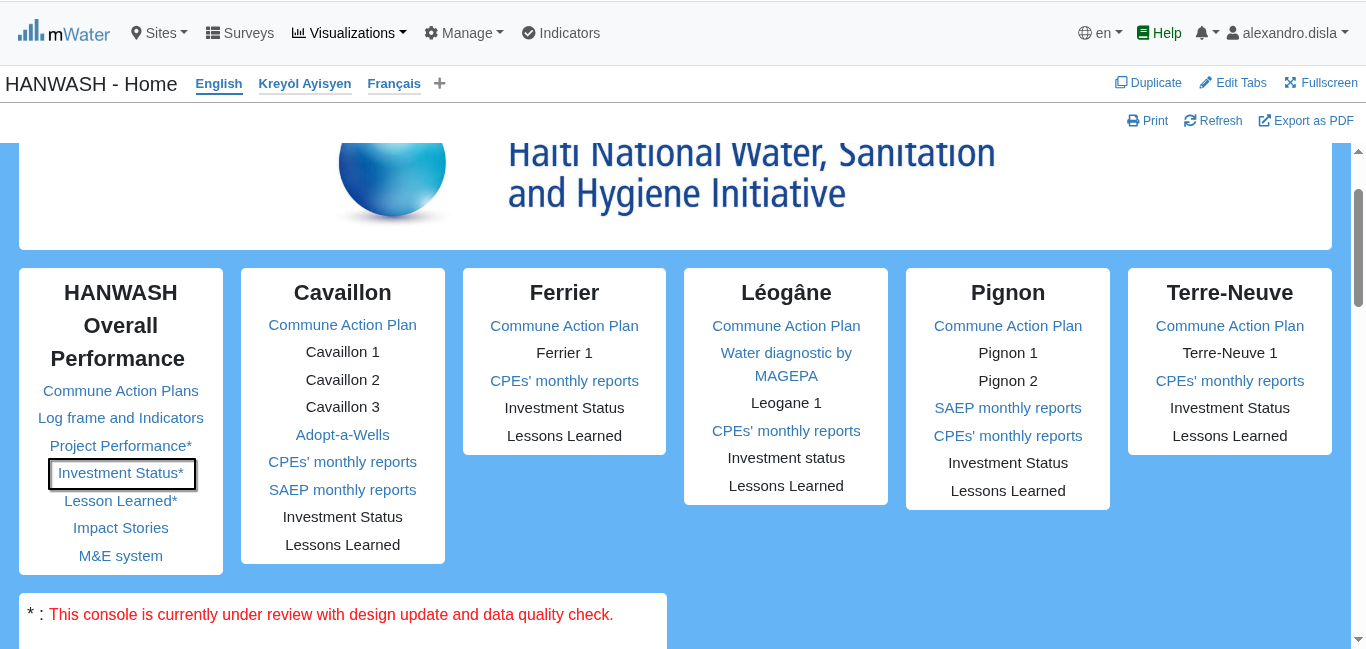 mWater Sites Surveys Visualizations Manage Indicators en Help alexandro.disla
HANWASH - Home English Kreyòl Ayisyen Français + Duplicate Edit Tabs Fullscreen
Print Refresh Export as PDF
Haiti National Water, Sanitation
and Hygiene Initiative
HANWASH
Overall
Performance
Commune Action Plans
Log frame and Indicators
Project Performance*
Investment Status*
Lesson Learned*
Impact Stories
M&E system
Cavaillon
Commune Action Plan
Cavaillon 1
Cavaillon 2
Cavaillon 3
Adopt-a-Wells
CPEs' monthly reports
SAEP monthly reports
Investment Status
Lessons Learned
Ferrier
Commune Action Plan
Ferrier 1
CPEs' monthly reports
Investment Status
Lessons Learned
Léogâne
Commune Action Plan
Water diagnostic by
MAGEPA
Leogane 1
CPEs' monthly reports
Investment status
Lessons Learned
Pignon
Commune Action Plan
Pignon 1
Pignon 2
SAEP monthly reports
CPEs' monthly reports
Investment Status
Lessons Learned
Terre-Neuve
Commune Action Plan
Terre-Neuve 1
CPEs' monthly reports
Investment Status
Lessons Learned
* : This console is currently under review with design update and data quality check.